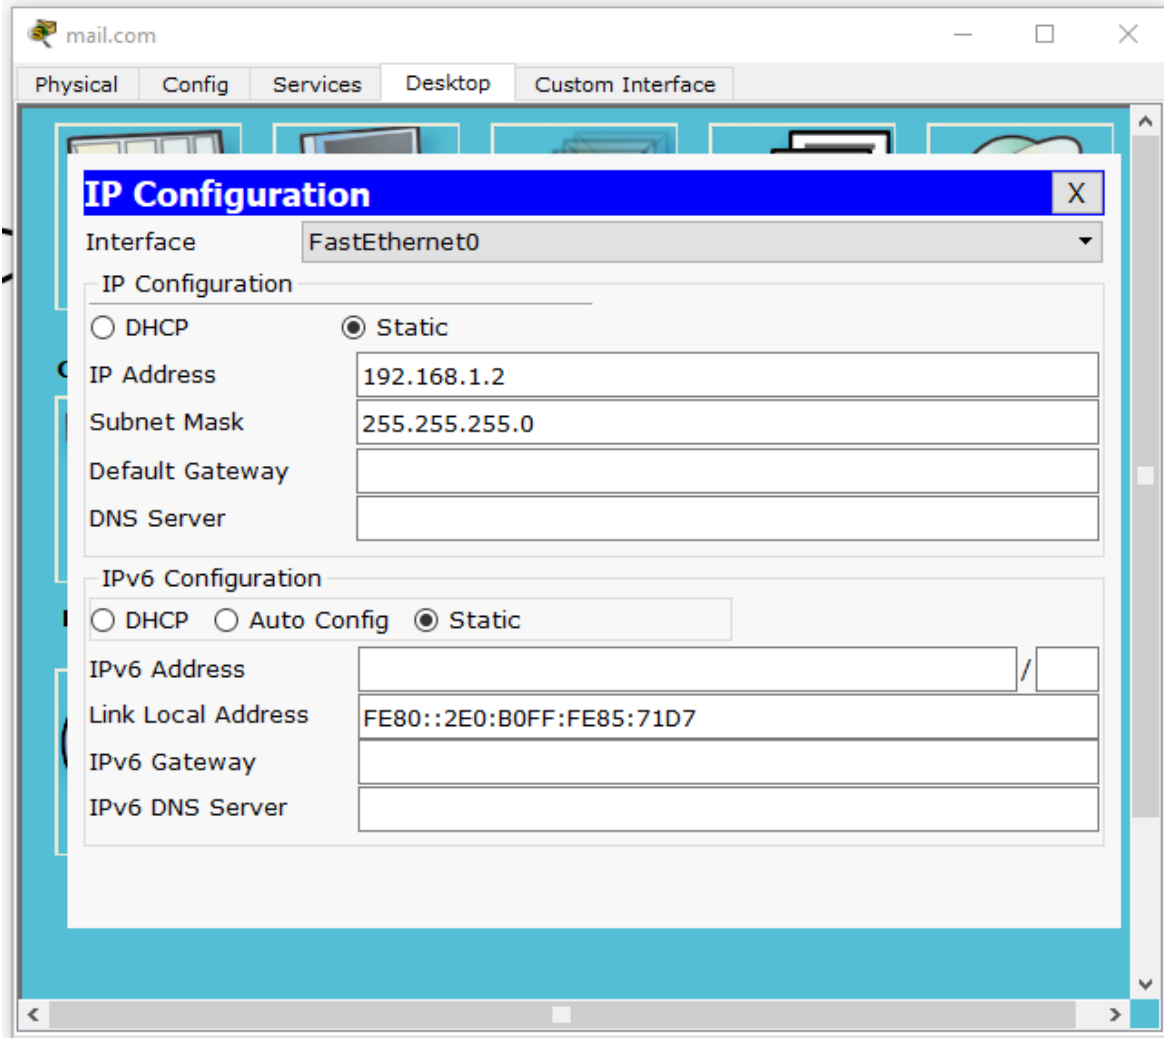 mail.com
Physical Config Services Desktop Custom Interface
IP Configuration X
Interface FastEthernet0
IP Configuration
DHCP Static
IP Address 192.168.1.2
Subnet Mask 255.255.255.0
Default Gateway
DNS Server
IPv6 Configuration
DHCP Auto Config Static
IPv6 Address /
Link Local Address FE80::2E0:B0FF:FE85:71D7
IPv6 Gateway
IPv6 DNS Server